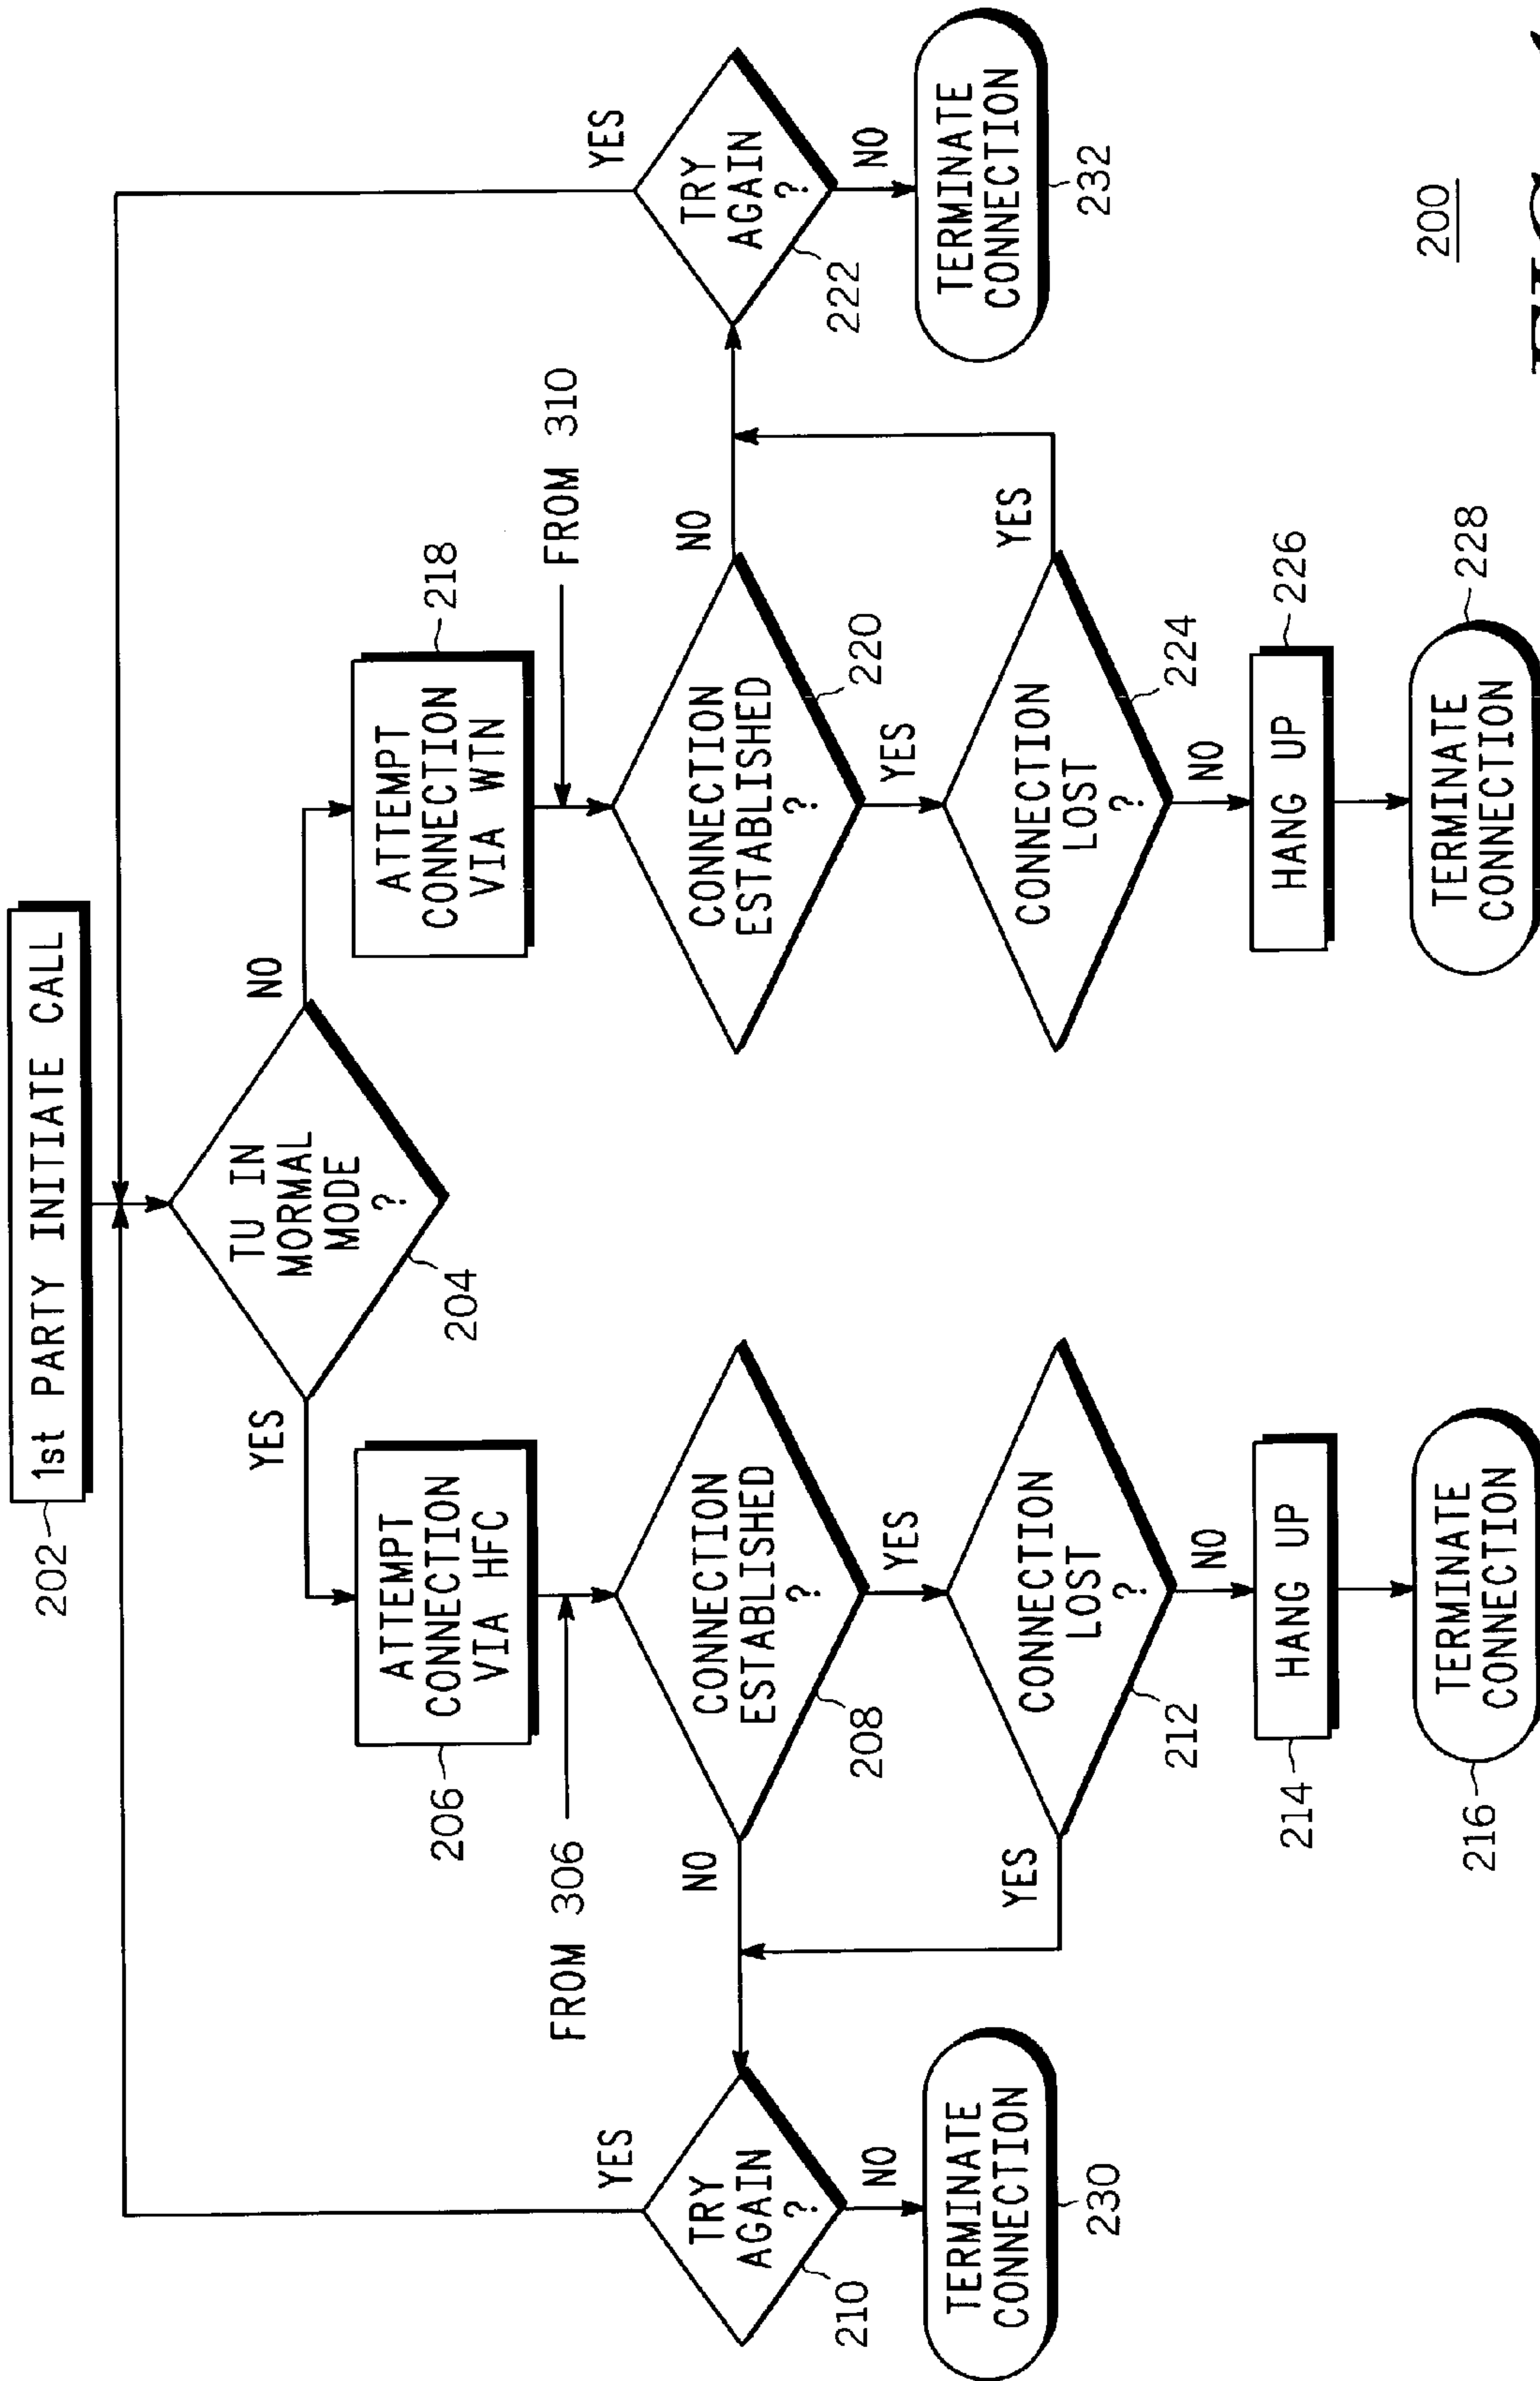 202
1st PARTY INITIATE CALL
TU IN
MORMAL
MODE
?
204
YES
NO
206
ATTEMPT
CONNECTION
VIA HFC
ATTEMPT
CONNECTION
VIA WTN
218
FROM 306
FROM 310
TRY
AGAIN
?
210
YES
NO
NO
CONNECTION
ESTABLISHED
?
208
YES
CONNECTION
ESTABLISHED
?
220
NO
YES
TRY
AGAIN
?
222
YES
NO
TERMINATE
CONNECTION
230
YES
CONNECTION
LOST
?
212
NO
CONNECTION
LOST
?
224
YES
NO
TERMINATE
CONNECTION
232
214
HANG UP
HANG UP
226
216
TERMINATE
CONNECTION
TERMINATE
CONNECTION
228
200